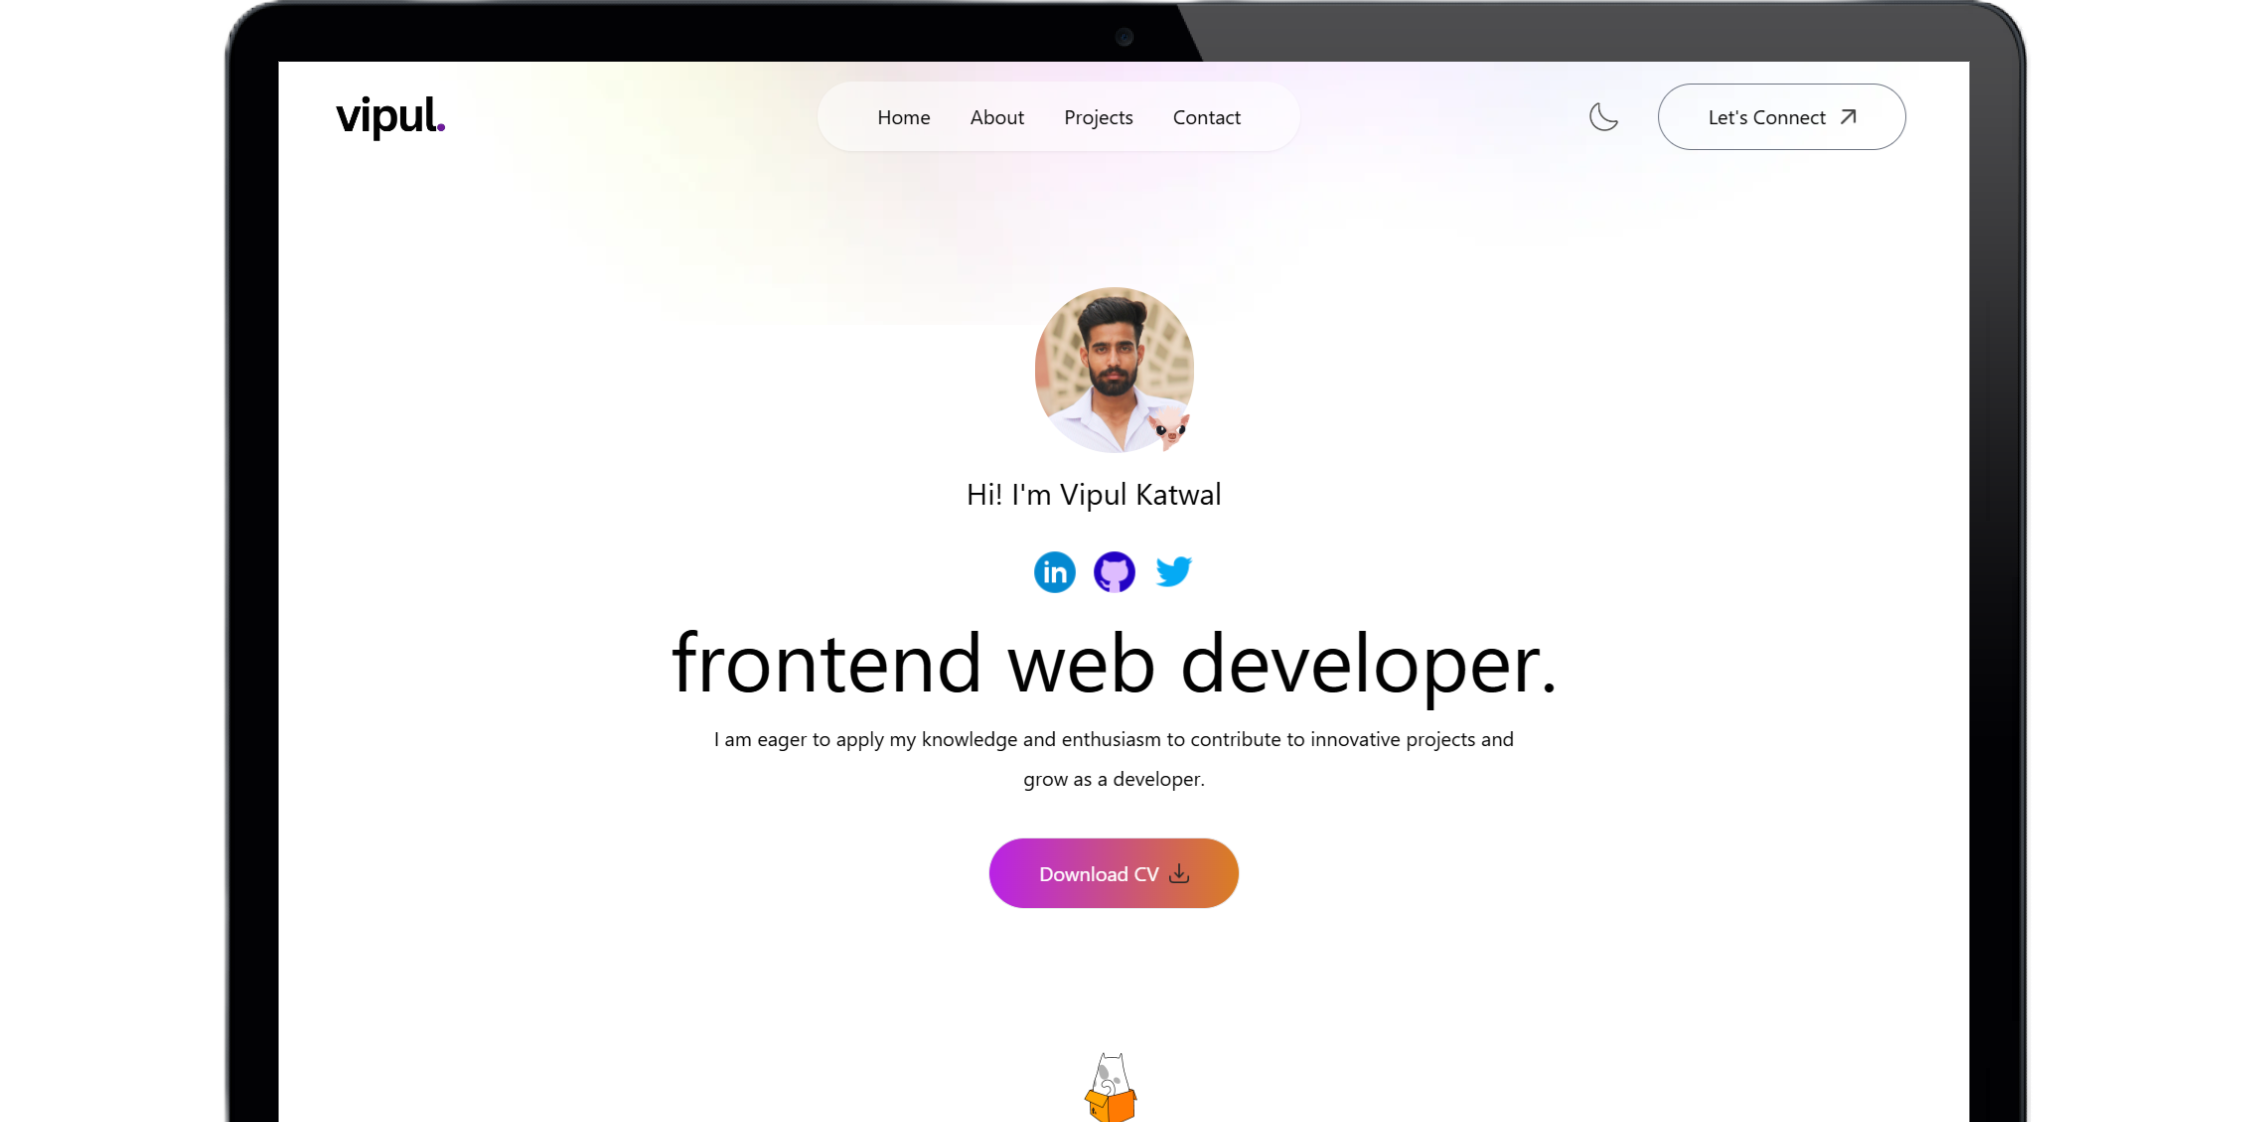 vipul.
Home About Projects Contact
Let's Connect
Hi! I'm Vipul Katwal
in
frontend web developer.
I am eager to apply my knowledge and enthusiasm to contribute to innovative projects and
grow as a developer.
Download CV